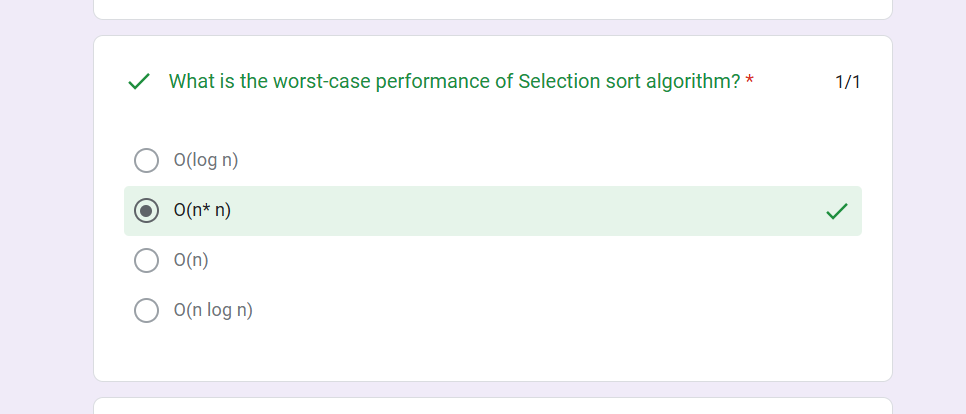 What is the worst-case performance of Selection sort algorithm? * 1/1
O(log n)
O(n* n)
O(n)
O(n log n)